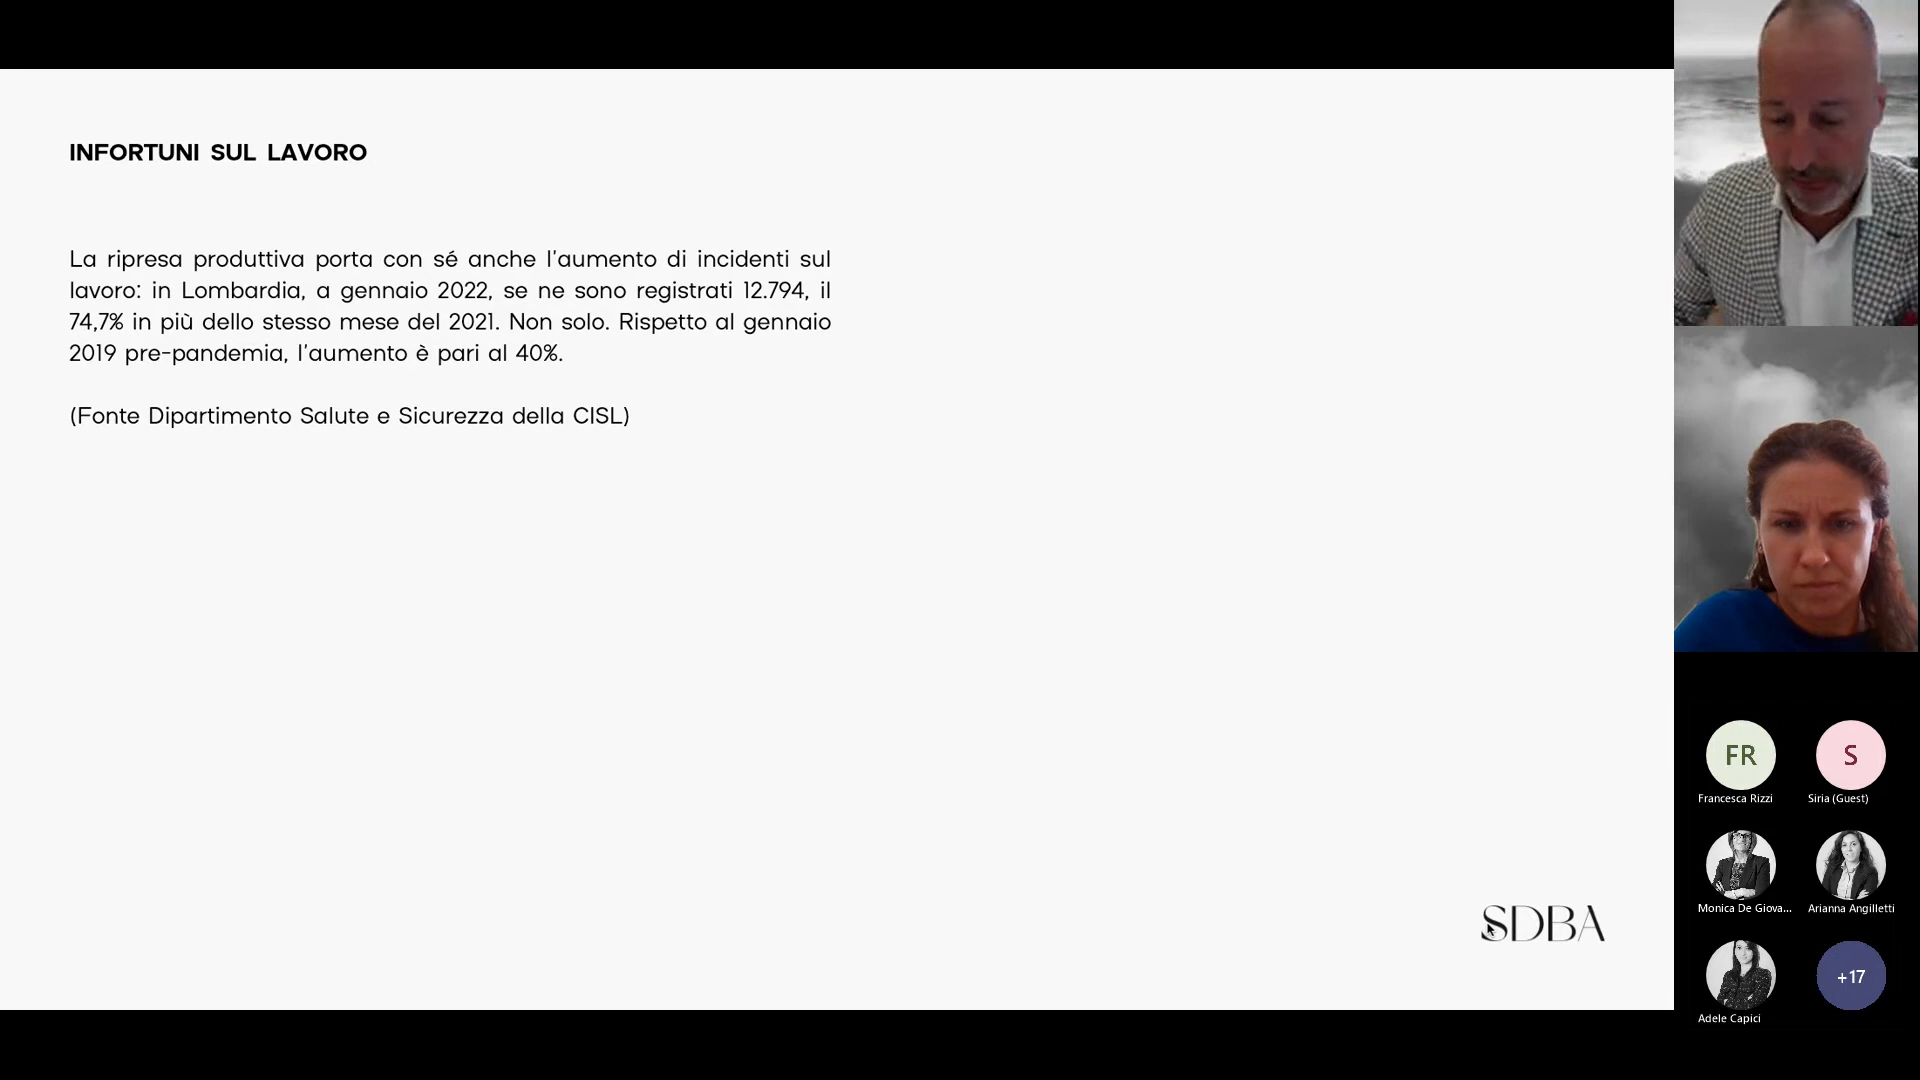 INFORTUNI SUL LAVORO
La ripresa produttiva porta con sé anche l'aumento di incidenti sul
lavoro: in Lombardia, a gennaio 2022, se ne sono registrati 12.794, il
74,7% in più dello stesso mese del 2021. Non solo. Rispetto al gennaio
2019 pre-pandemia, l'aumento è pari al 40%.
(Fonte Dipartimento Salute e Sicurezza della CISL)
SDBA
FR
S
Francesca Rizzi
Siria (Guest)
Monica De Giova...
Arianna Angilletti
+17
Adele Capici